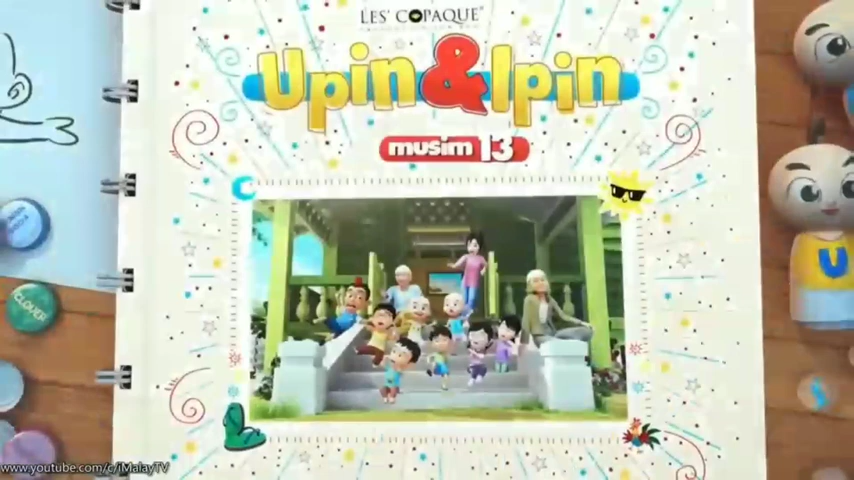 LES' COPAQUE
Upin & Ipin
musim 13
CLOVER
U
www.youtube.com/c/iMalayTV